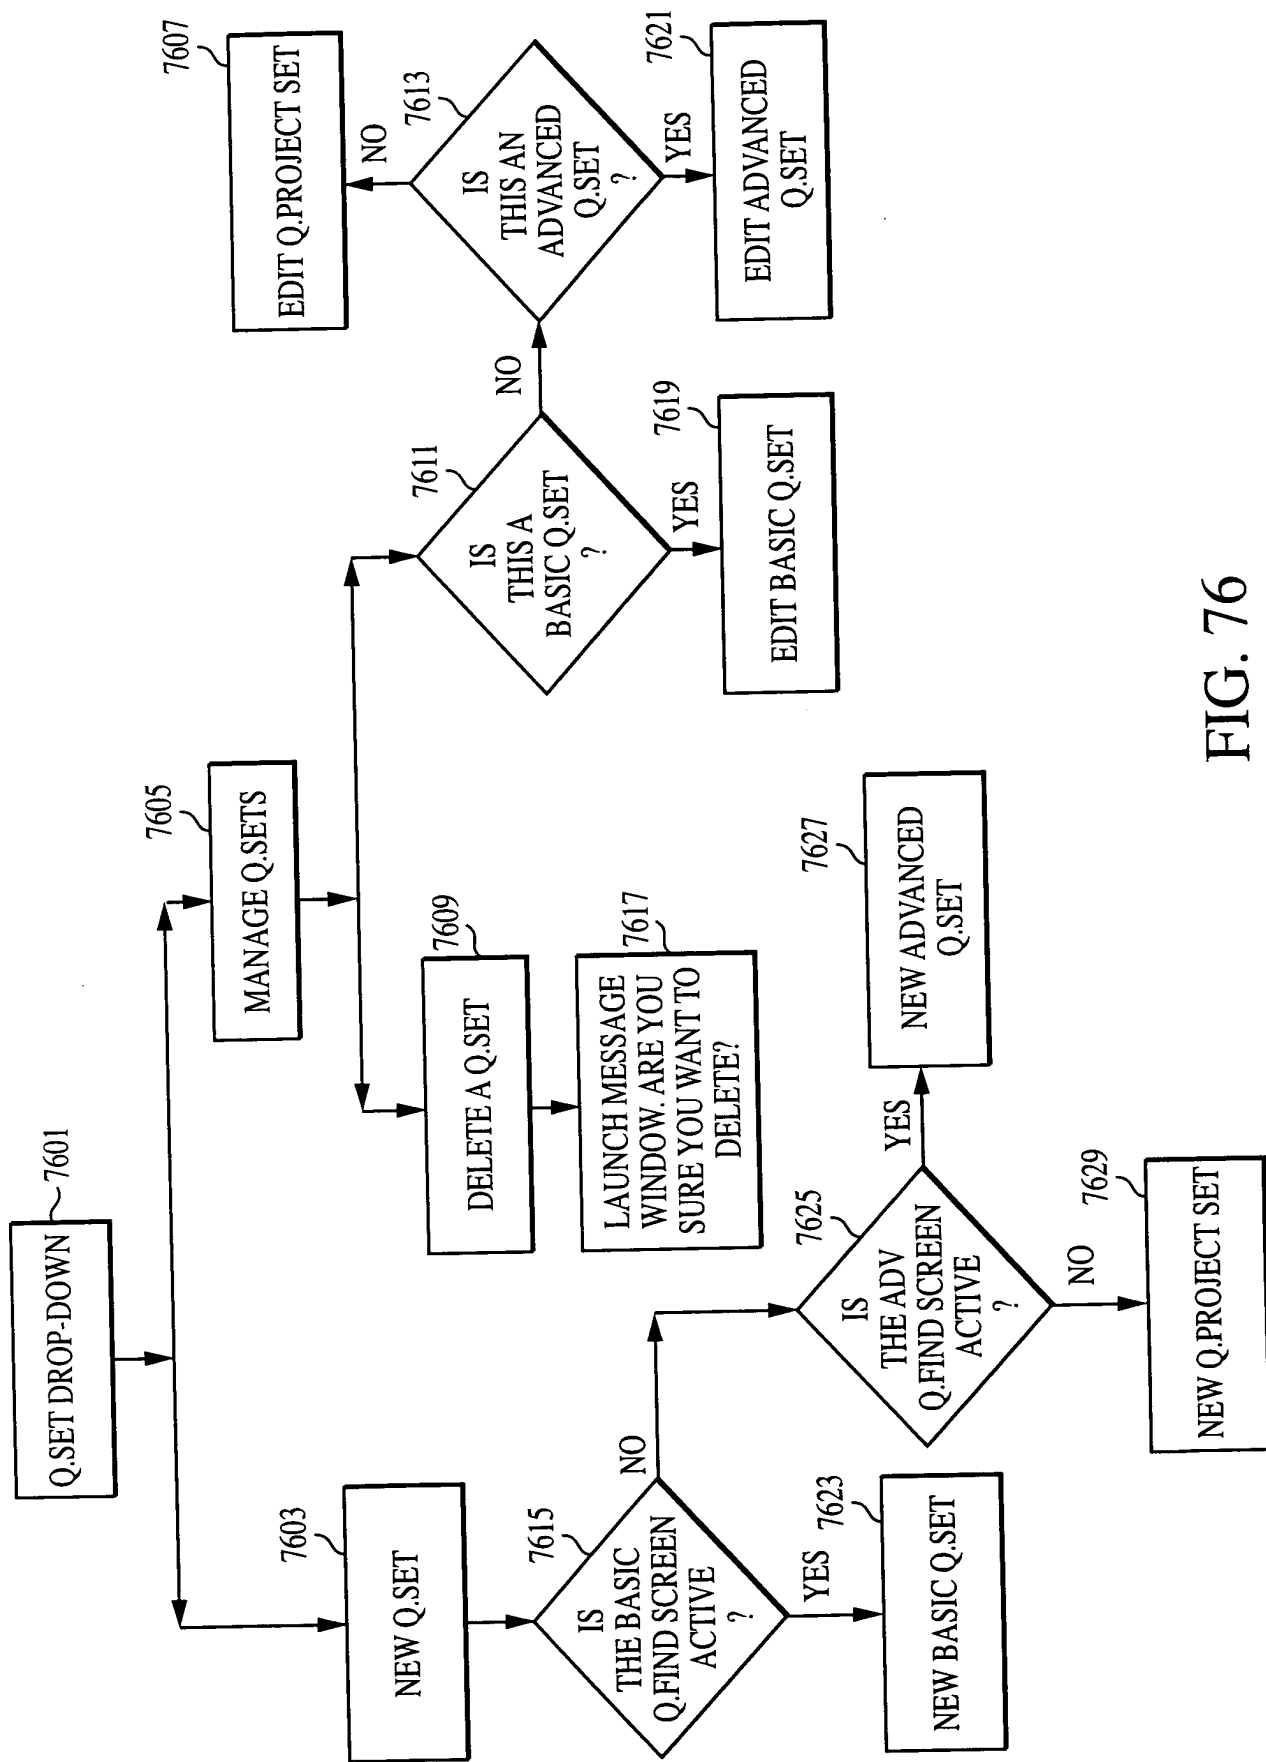 7601
Q.SET DROP-DOWN
7603
NEW Q.SET
7605
MANAGE Q.SETS
7607
EDIT Q.PROJECT SET
7609
DELETE A Q.SET
7611
IS
THIS A
BASIC Q.SET
?
NO
YES
7613
IS
THIS AN
ADVANCED
Q.SET
?
NO
YES
7615
IS
THE BASIC
Q.FIND SCREEN
ACTIVE
?
NO
YES
7617
LAUNCH MESSAGE
WINDOW. ARE YOU
SURE YOU WANT TO
DELETE?
7619
EDIT BASIC Q.SET
7621
EDIT ADVANCED
Q.SET
7623
NEW BASIC Q.SET
7625
IS
THE ADV
Q.FIND SCREEN
ACTIVE
?
YES
NO
7627
NEW ADVANCED
Q.SET
7629
NEW Q.PROJECT SET
FIG. 76